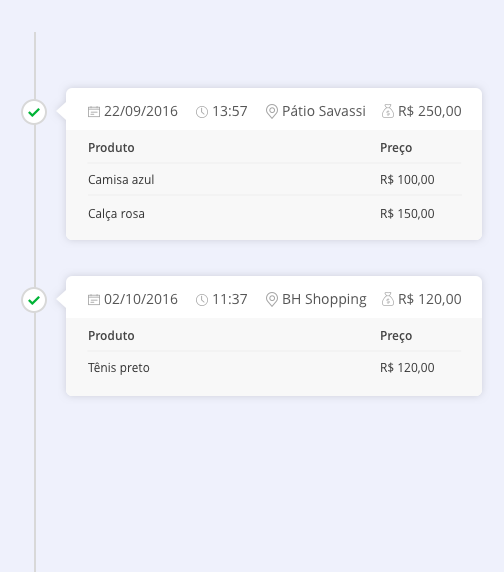 22/09/2016 13:57 Pátio Savassi R$ 250,00
Produto Preço
Camisa azul R$ 100,00
Calça rosa R$ 150,00
02/10/2016 11:37 BH Shopping R$ 120,00
Produto Preço
Tênis preto R$ 120,00